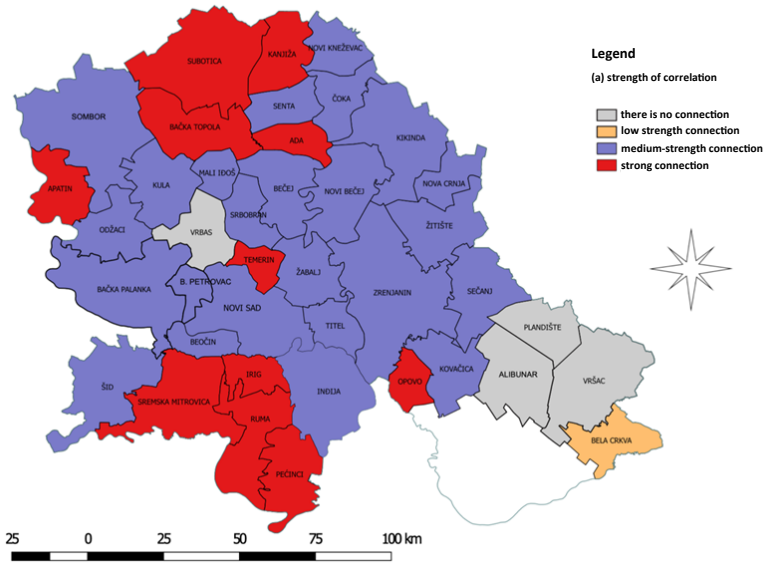 SUBOTICA
KANJIŽA
NOVI KNEŽEVAC
Legend
(a) strength of correlation
there is no connection
low strength connection
medium-strength connection
strong connection
SOMBOR
BAČKA TOPOLA
SENTA
ČOKA
ADA
KIKINDA
APATIN
KULA
MALI IĐOŠ
BEČEJ
NOVI BEČEJ
NOVA CRNJA
ODŽACI
VRBAS
SRBOBRAN
ŽITIŠTE
TEMERIN
ŽABALJ
BAČKA PALANKA
B. PETROVAC
NOVI SAD
ZRENJANIN
SEČANJ
BEOČIN
TITEL
PLANDIŠTE
ŠID
IRIG
INĐIJA
OPOVO
KOVAČICA
ALIBUNAR
VRŠAC
SREMSKA MITROVICA
RUMA
BELA CRKVA
PEĆINCI
25 0 25 50 75 100 km